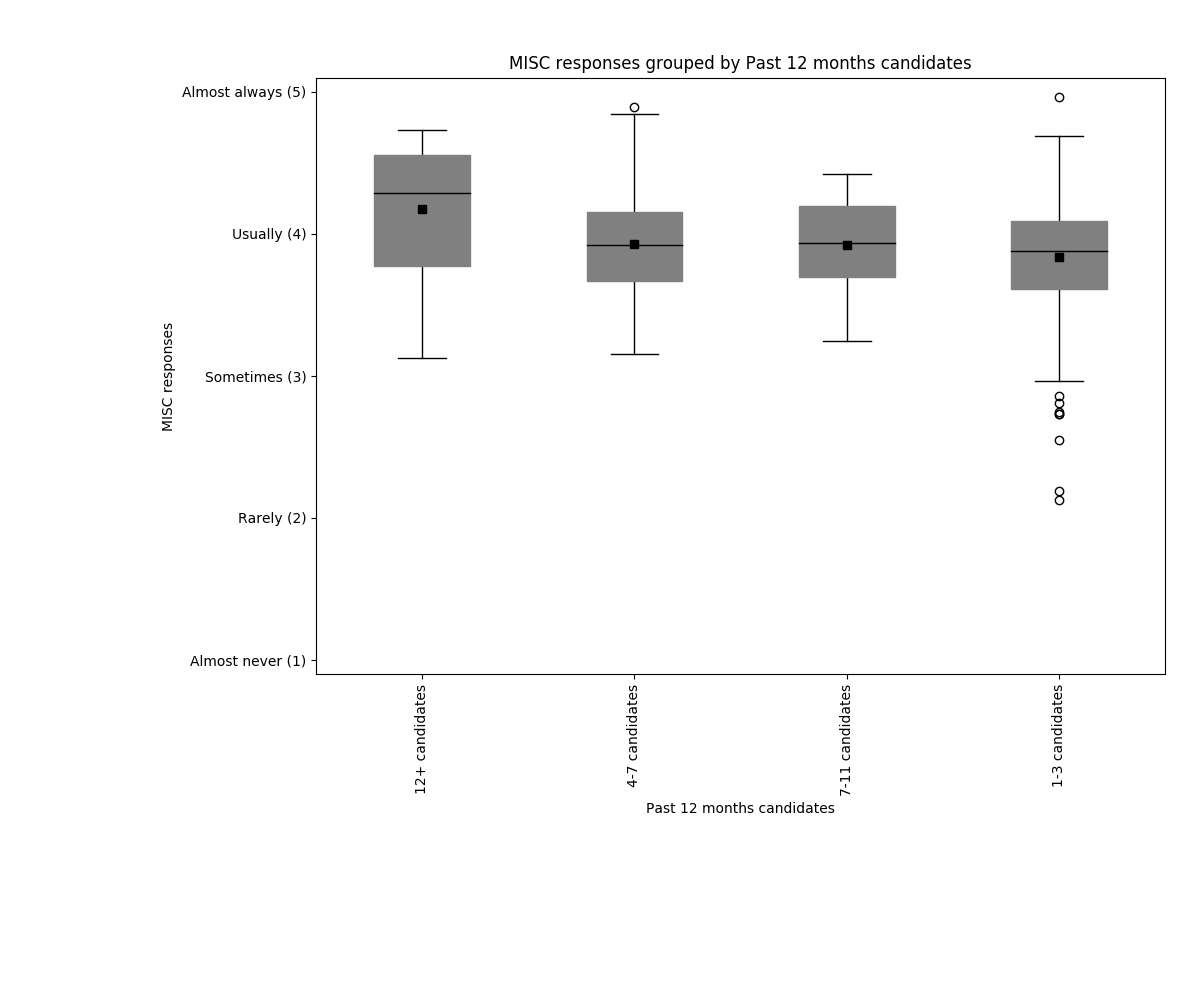 MISC responses grouped by Past 12 months candidates
Almost always (5)
Usually (4)
Sometimes (3)
Rarely (2)
Almost never (1)
MISC responses
12+ candidates
4-7 candidates
7-11 candidates
1-3 candidates
Past 12 months candidates